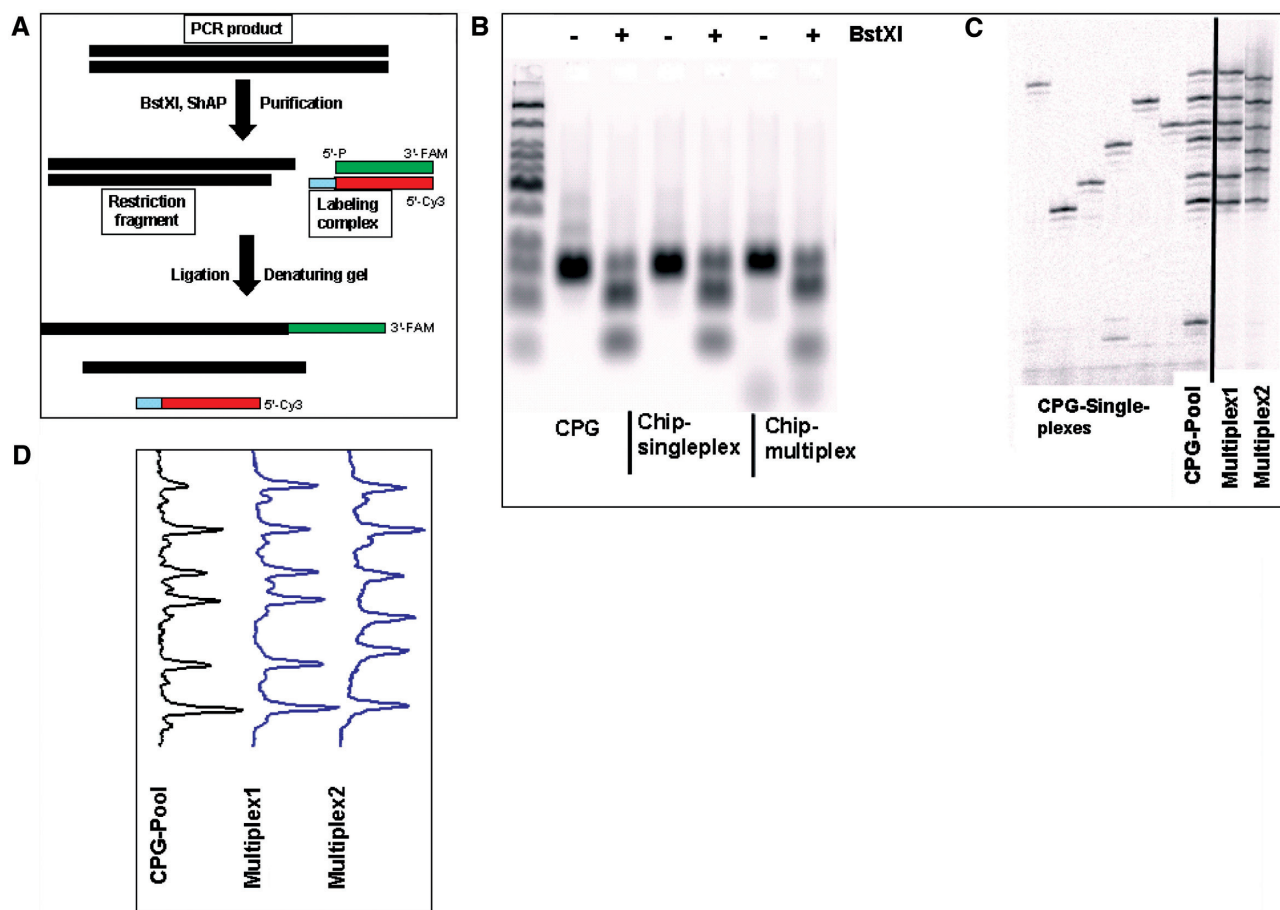 A
PCR product
BstXI, ShAP Purification
5'-P 3'-FAM
5'-Cy3
Restriction
fragment
Labeling
complex
Ligation Denaturing gel
3'-FAM
5'-Cy3
B
- + - + - + BstXI
CPG
Chip-
singleplex
Chip-
multiplex
C
CPG-Single-
plexes
CPG-Pool
Multiplex1
Multiplex2
D
CPG-Pool
Multiplex1
Multiplex2